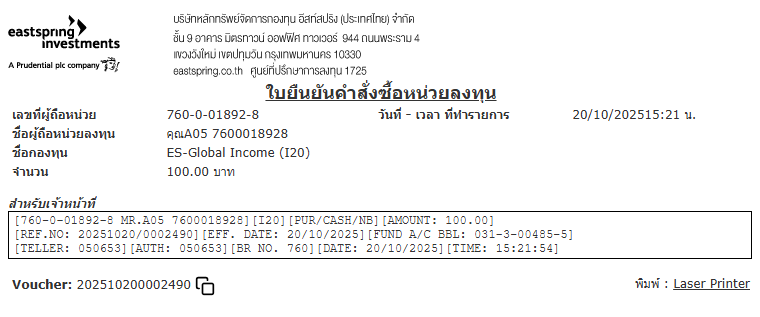 eastspring
investments
A Prudential plc company
บริษัทหลักทรัพย์จัดการกองทุน อีสท์สปริง (ประเทศไทย) จำกัด
ชั้น 9 อาคาร มิตรทาวน์ ออฟฟิศ ทาวเวอร์ 944 ถนนพระราม 4
แขวงวังใหม่ เขตปทุมวัน กรุงเทพมหานคร 10330
eastspring.co.th ศูนย์ที่ปรึกษาการลงทุน 1725
ใบยืนยันคำสั่งซื้อหน่วยลงทุน
เลขที่ผู้ถือหน่วย 760-0-01892-8 วันที่ - เวลา ที่ทำรายการ 20/10/202515:21 น.
ชื่อผู้ถือหน่วยลงทุน คุณA05 7600018928
ชื่อกองทุน ES-Global Income (I20)
จำนวน 100.00 บาท
สำหรับเจ้าหน้าที่
[760-0-01892-8 MR.A05 7600018928][I20][PUR/CASH/NB][AMOUNT: 100.00]
[REF.NO: 20251020/0002490][EFF. DATE: 20/10/2025][FUND A/C BBL: 031-3-00485-5]
[TELLER: 050653][AUTH: 050653][BR NO. 760][DATE: 20/10/2025][TIME: 15:21:54]
Voucher: 202510200002490 พิมพ์ : Laser Printer